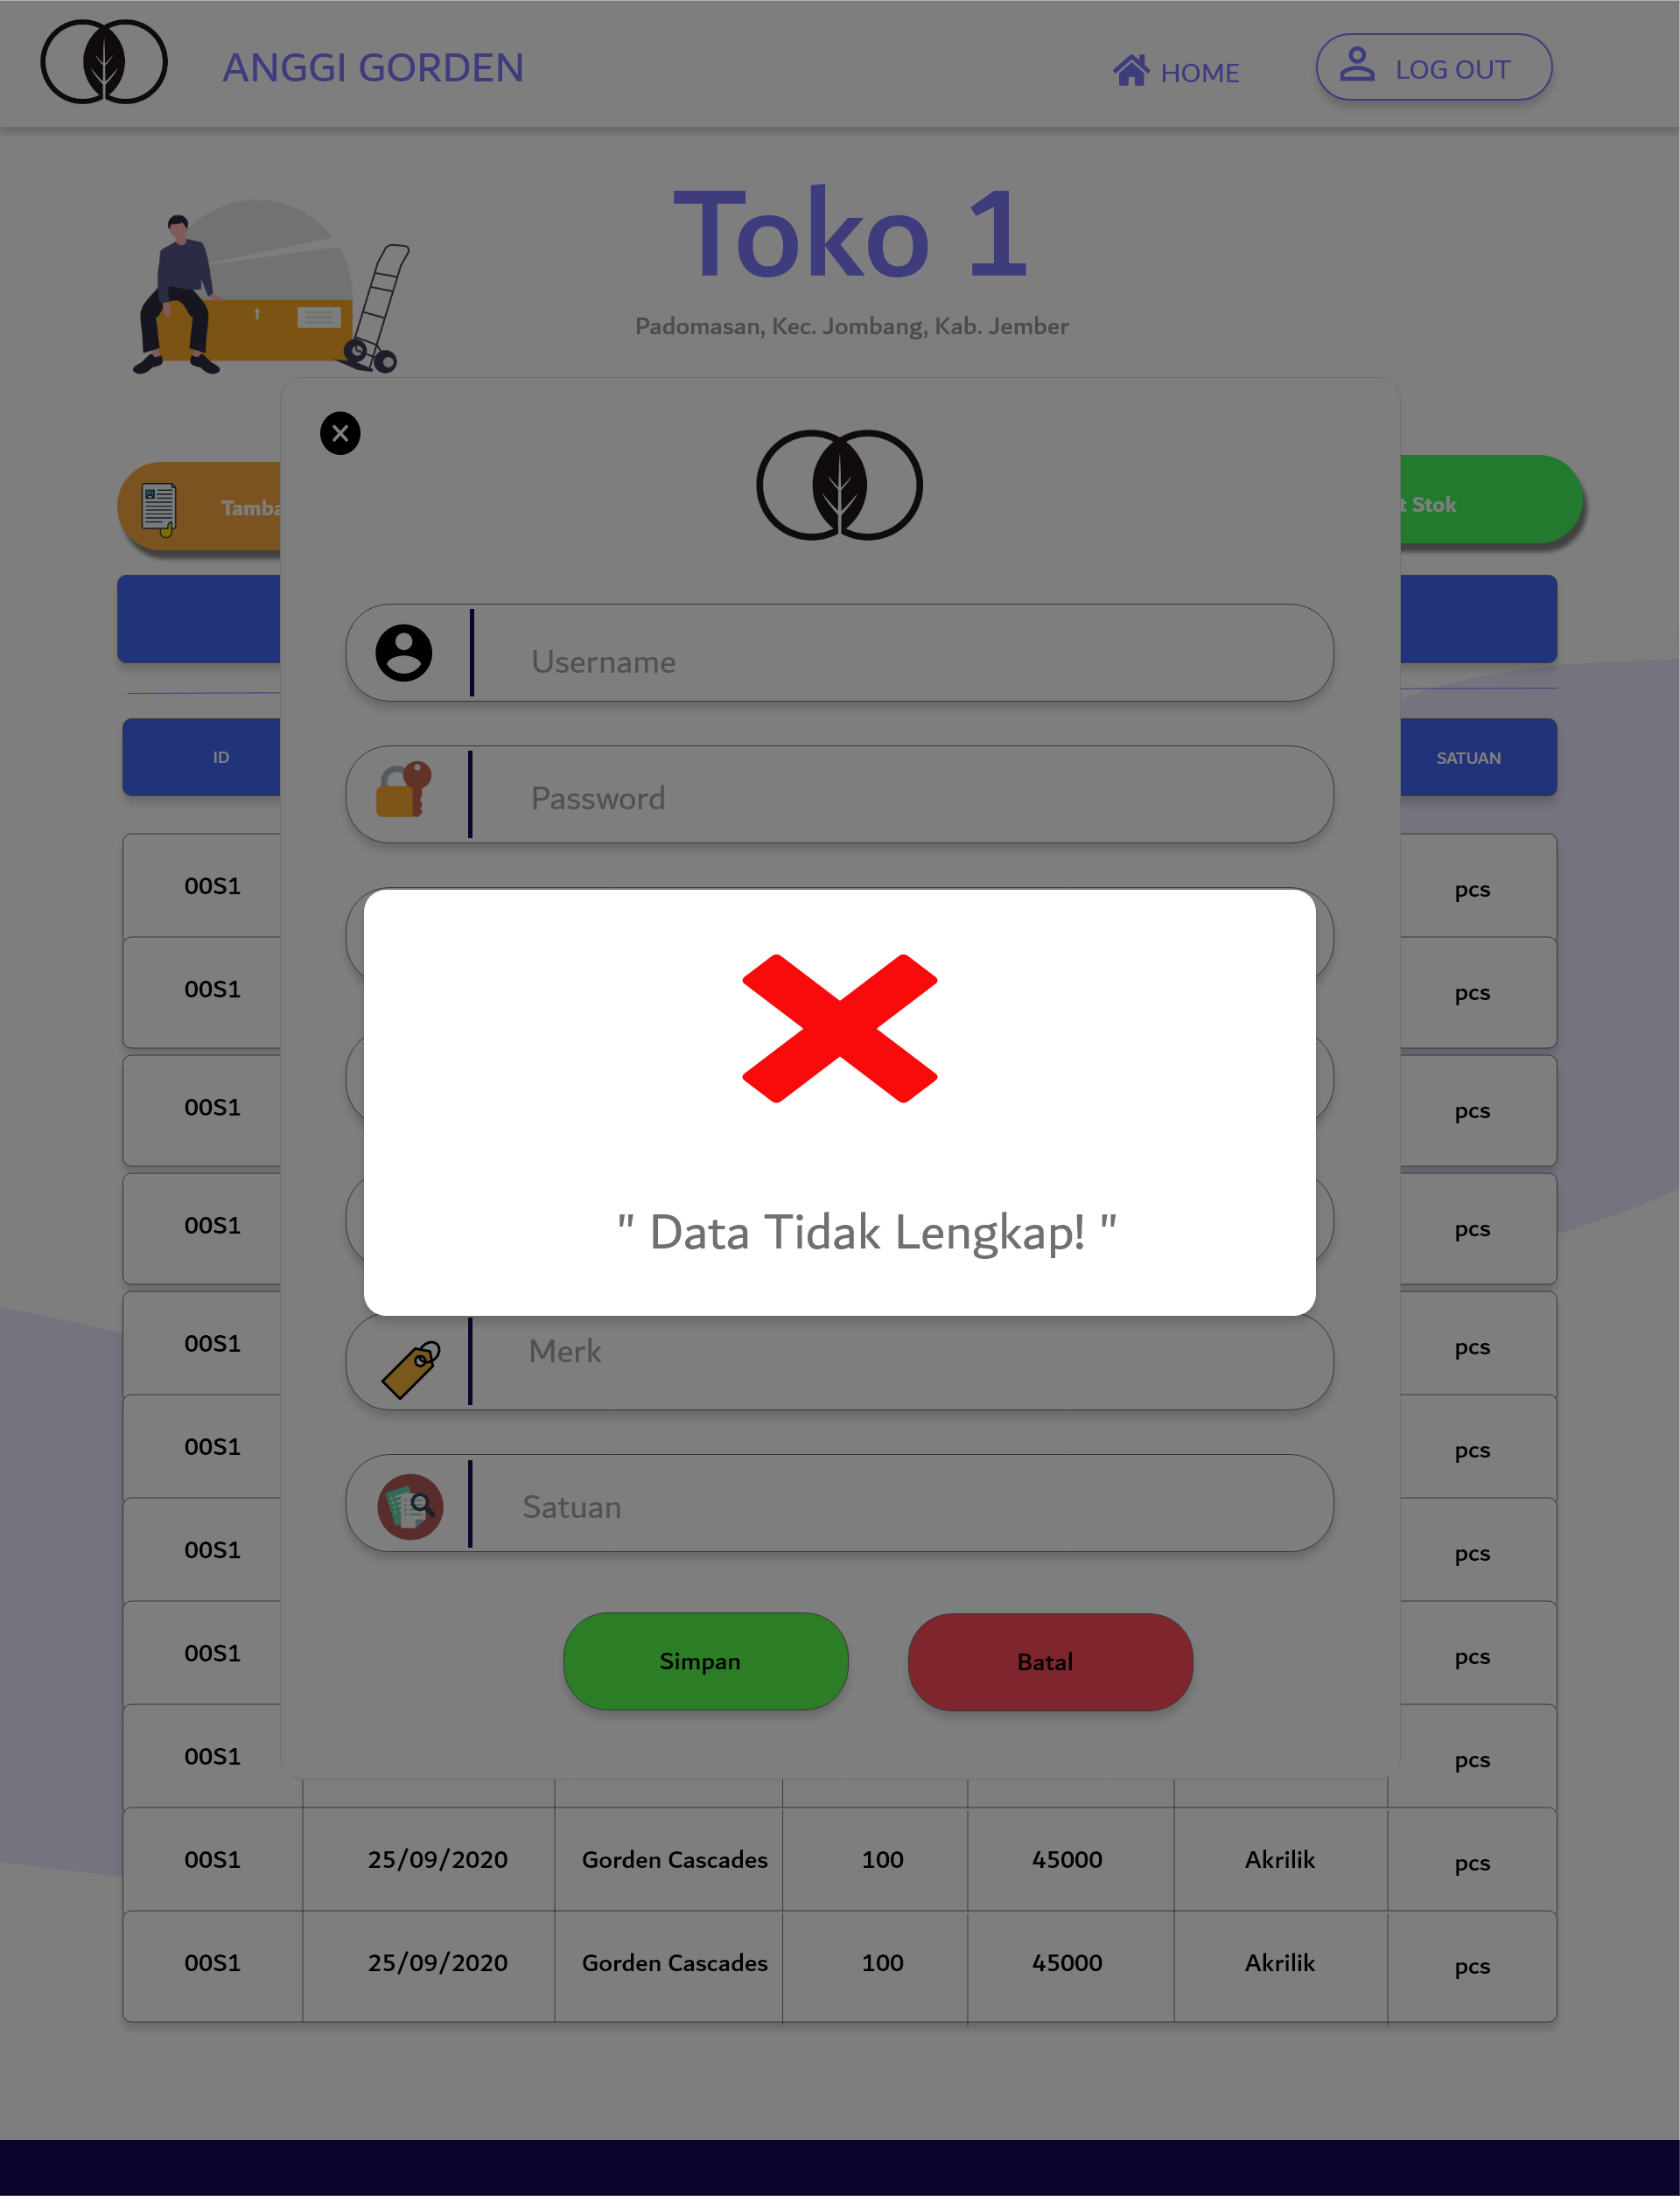 ANGGI GORDEN
HOME
LOG OUT
Toko 1
Padomasan, Kec. Jombang, Kab. Jember
Stok
Username
ID
SATUAN
Password
00S1
pcs
00S1
pcs
00S1
pcs
" Data Tidak Lengkap! "
00S1
pcs
00S1
Merk
pcs
00S1
pcs
Satuan
00S1
pcs
00S1
Simpan
Batal
pcs
00S1
pcs
00S1 25/09/2020 Gorden Cascades 100 45000 Akrilik pcs
00S1 25/09/2020 Gorden Cascades 100 45000 Akrilik pcs